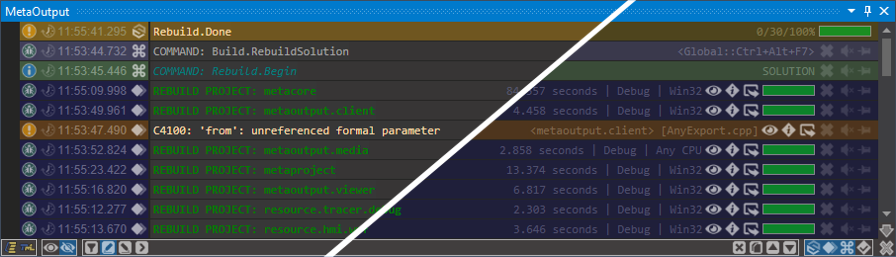 MetaOutput
11:55:41.295 Rebuild.Done 0/30/100%
11:53:44.732 COMMAND: Build.RebuildSolution <Global::Ctrl+Alt+F7>
11:53:45.446 COMMAND: Rebuild.Begin SOLUTION
11:55:09.998 REBUILD PROJECT: metacore seconds | Debug | Win32
11:53:49.961 REBUILD PROJECT: metaoutput.client 4.458 seconds | Debug | Win32
11:53:47.490 C4100: 'from': unreferenced formal parameter <metaoutput.client> [AnyExport.cpp]
11:53:52.824 REBUILD PROJECT: metaoutput.media 2.858 seconds | Debug | Any CPU
11:55:23.422 REBUILD PROJECT: metaproject 13.374 seconds | Debug | Win32
11:55:16.820 REBUILD PROJECT: metaoutput.viewer 6.817 seconds | Debug | Win32
11:55:12.277 REBUILD PROJECT: resource.tracer.debug 2.303 seconds | Debug | Win32
11:55:13.670 REBUILD PROJECT: 3.646 seconds | Debug | Win32